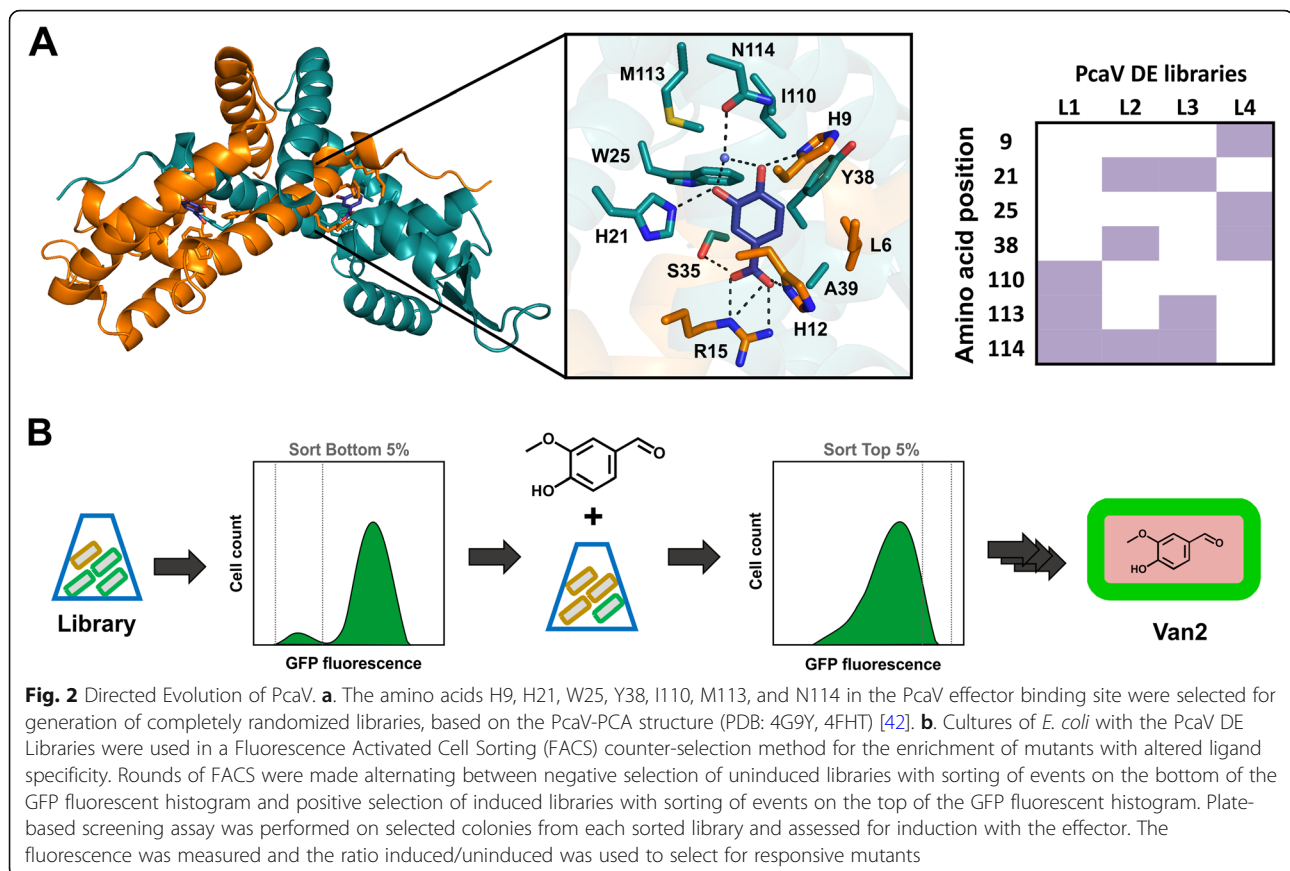 A
N114
M113
I110
H9
W25
Y38
H21
L6
S35
A39
H12
R15
PcaV DE libraries
L1 L2 L3 L4
Amino acid position
9
21
25
38
110
113
114
B
Sort Bottom 5%
Sort Top 5%
O
O
HO
+
Cell count
Cell count
O
O
HO
Library
GFP fluorescence
GFP fluorescence
Van2
Fig. 2 Directed Evolution of PcaV. a. The amino acids H9, H21, W25, Y38, I110, M113, and N114 in the PcaV effector binding site were selected for
generation of completely randomized libraries, based on the PcaV-PCA structure (PDB: 4G9Y, 4FHT) [42]. b. Cultures of E. coli with the PcaV DE
Libraries were used in a Fluorescence Activated Cell Sorting (FACS) counter-selection method for the enrichment of mutants with altered ligand
specificity. Rounds of FACS were made alternating between negative selection of uninduced libraries with sorting of events on the bottom of the
GFP fluorescent histogram and positive selection of induced libraries with sorting of events on the top of the GFP fluorescent histogram. Plate-
based screening assay was performed on selected colonies from each sorted library and assessed for induction with the effector. The
fluorescence was measured and the ratio induced/uninduced was used to select for responsive mutants